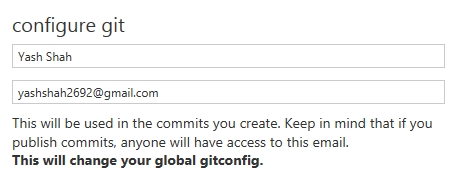 configure git
Yash Shah
yashshah2692@gmail.com
This will be used in the commits you create. Keep in mind that if you
publish commits, anyone will have access to this email.
This will change your global gitconfig.